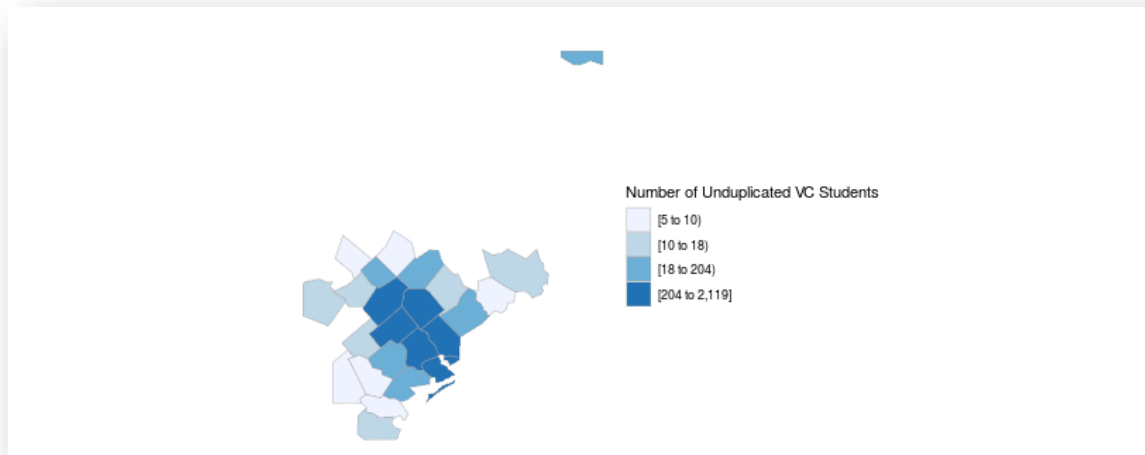 Number of Unduplicated VC Students
[5 to 10)
[10 to 18)
[18 to 204)
[204 to 2,119]